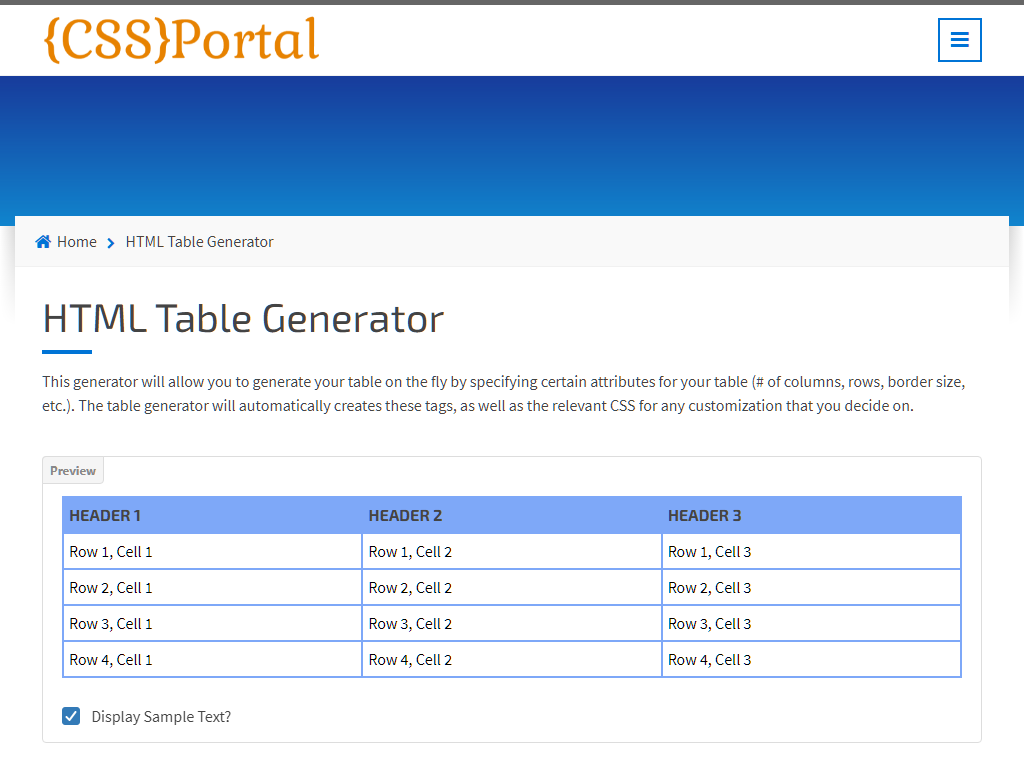 {CSS}Portal
Home HTML Table Generator
HTML Table Generator
This generator will allow you to generate your table on the fly by specifying certain attributes for your table (# of columns, rows, border size,
etc.). The table generator will automatically creates these tags, as well as the relevant CSS for any customization that you decide on.
Preview
HEADER 1 HEADER 2 HEADER 3
Row 1, Cell 1 Row 1, Cell 2 Row 1, Cell 3
Row 2, Cell 1 Row 2, Cell 2 Row 2, Cell 3
Row 3, Cell 1 Row 3, Cell 2 Row 3, Cell 3
Row 4, Cell 1 Row 4, Cell 2 Row 4, Cell 3
Display Sample Text?